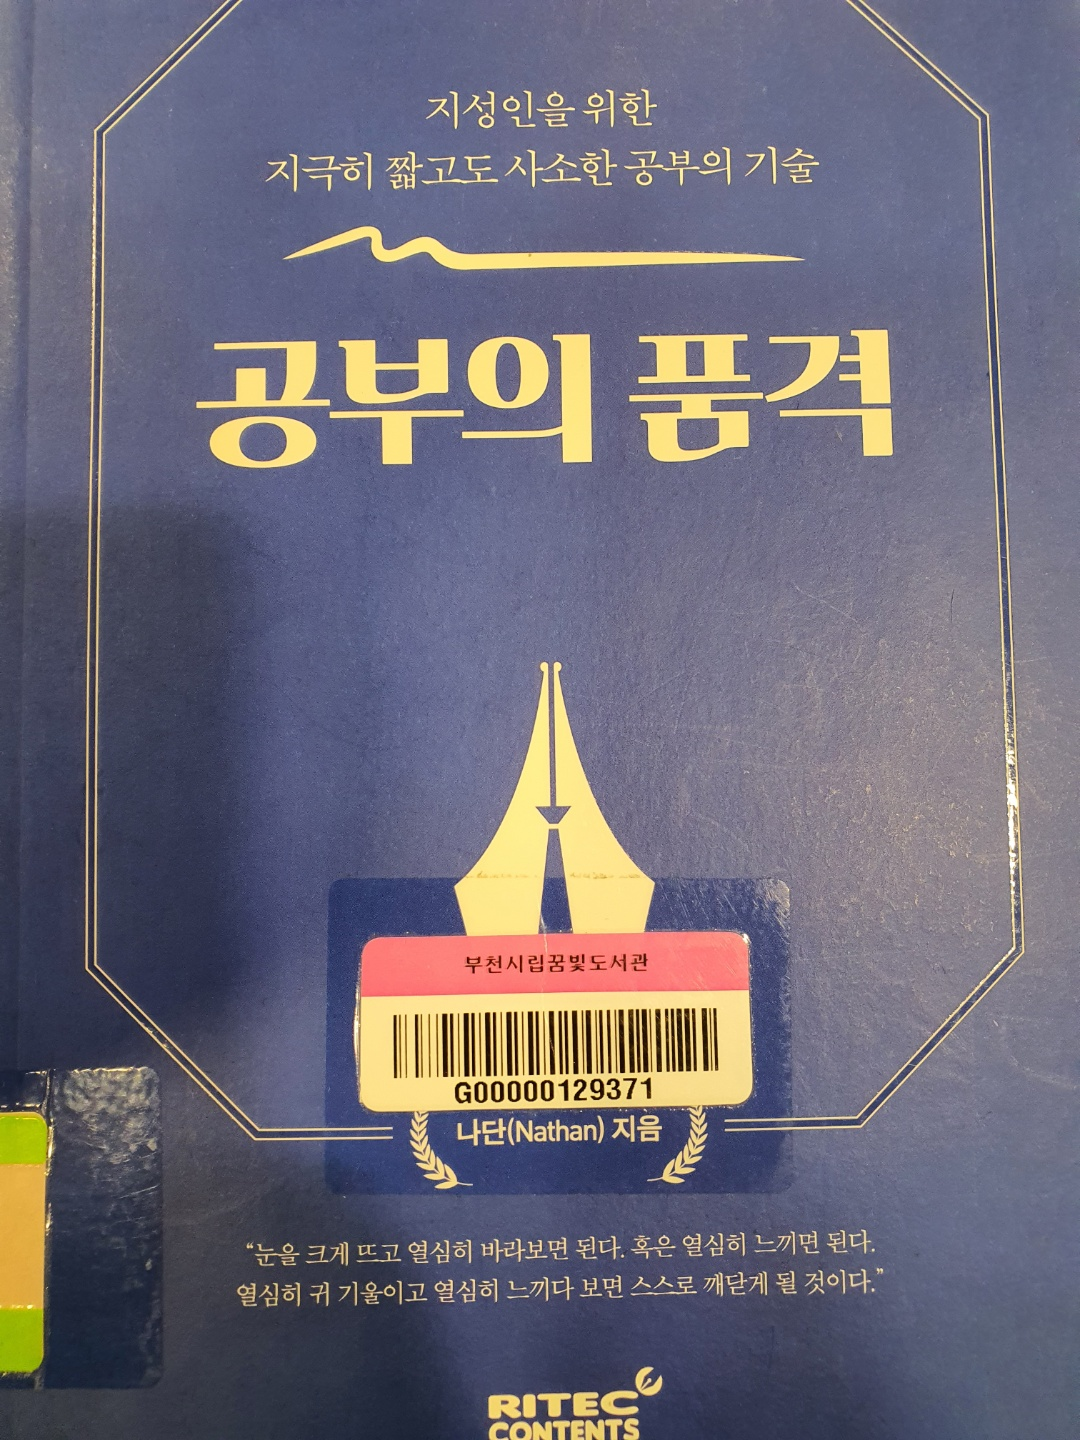 지성인을 위한
지극히 짧고도 사소한 공부의 기술
공부의 품격
부천시립꿈빛도서관
G00000129371
나단(Nathan) 지음
“눈을 크게 뜨고 열심히 바라보면 된다. 혹은 열심히 느끼면 된다.
열심히 귀 기울이고 열심히 느끼다 보면 스스로 깨닫게 될 것이다.”
RITEC
CONTENTS